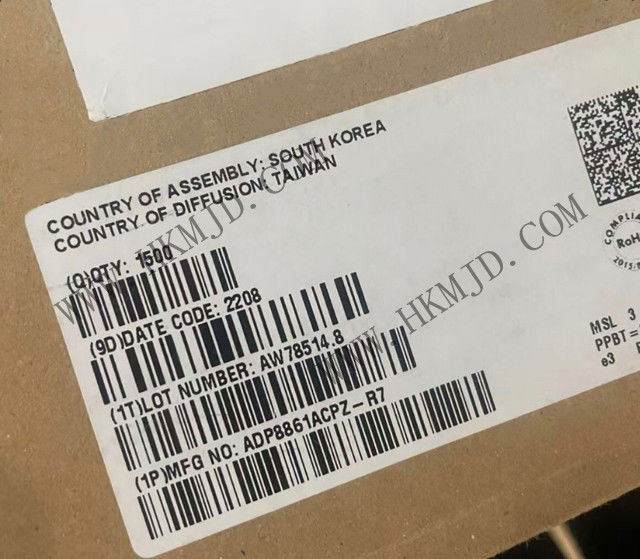 COUNTRY OF ASSEMBLY: SOUTH KOREA
COUNTRY OF DIFFUSION: TAIWAN
(Q)QTY: 1500
(9D)DATE CODE: 2208
(1T)LOT NUMBER: AW78514.8
(1P)MFG NO: ADP8861ACPZ-R7
RoHS
MSL 3
PPBT=
e3
WWW.HKMJD.COM
WWW.HKMJD.COM